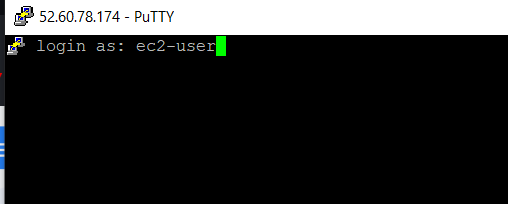 52.60.78.174 - PuTTY
login as: ec2-user